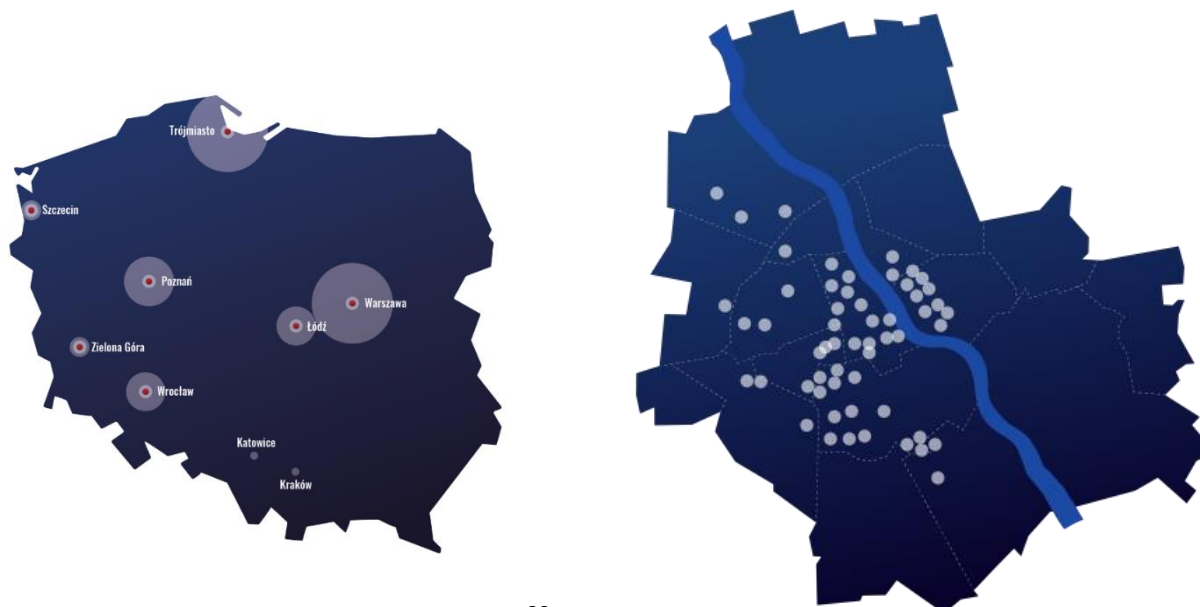 Trójmiasto
Szczecin
Poznań
Warszawa
Łódź
Zielona Góra
Wrocław
Katowice
Kraków